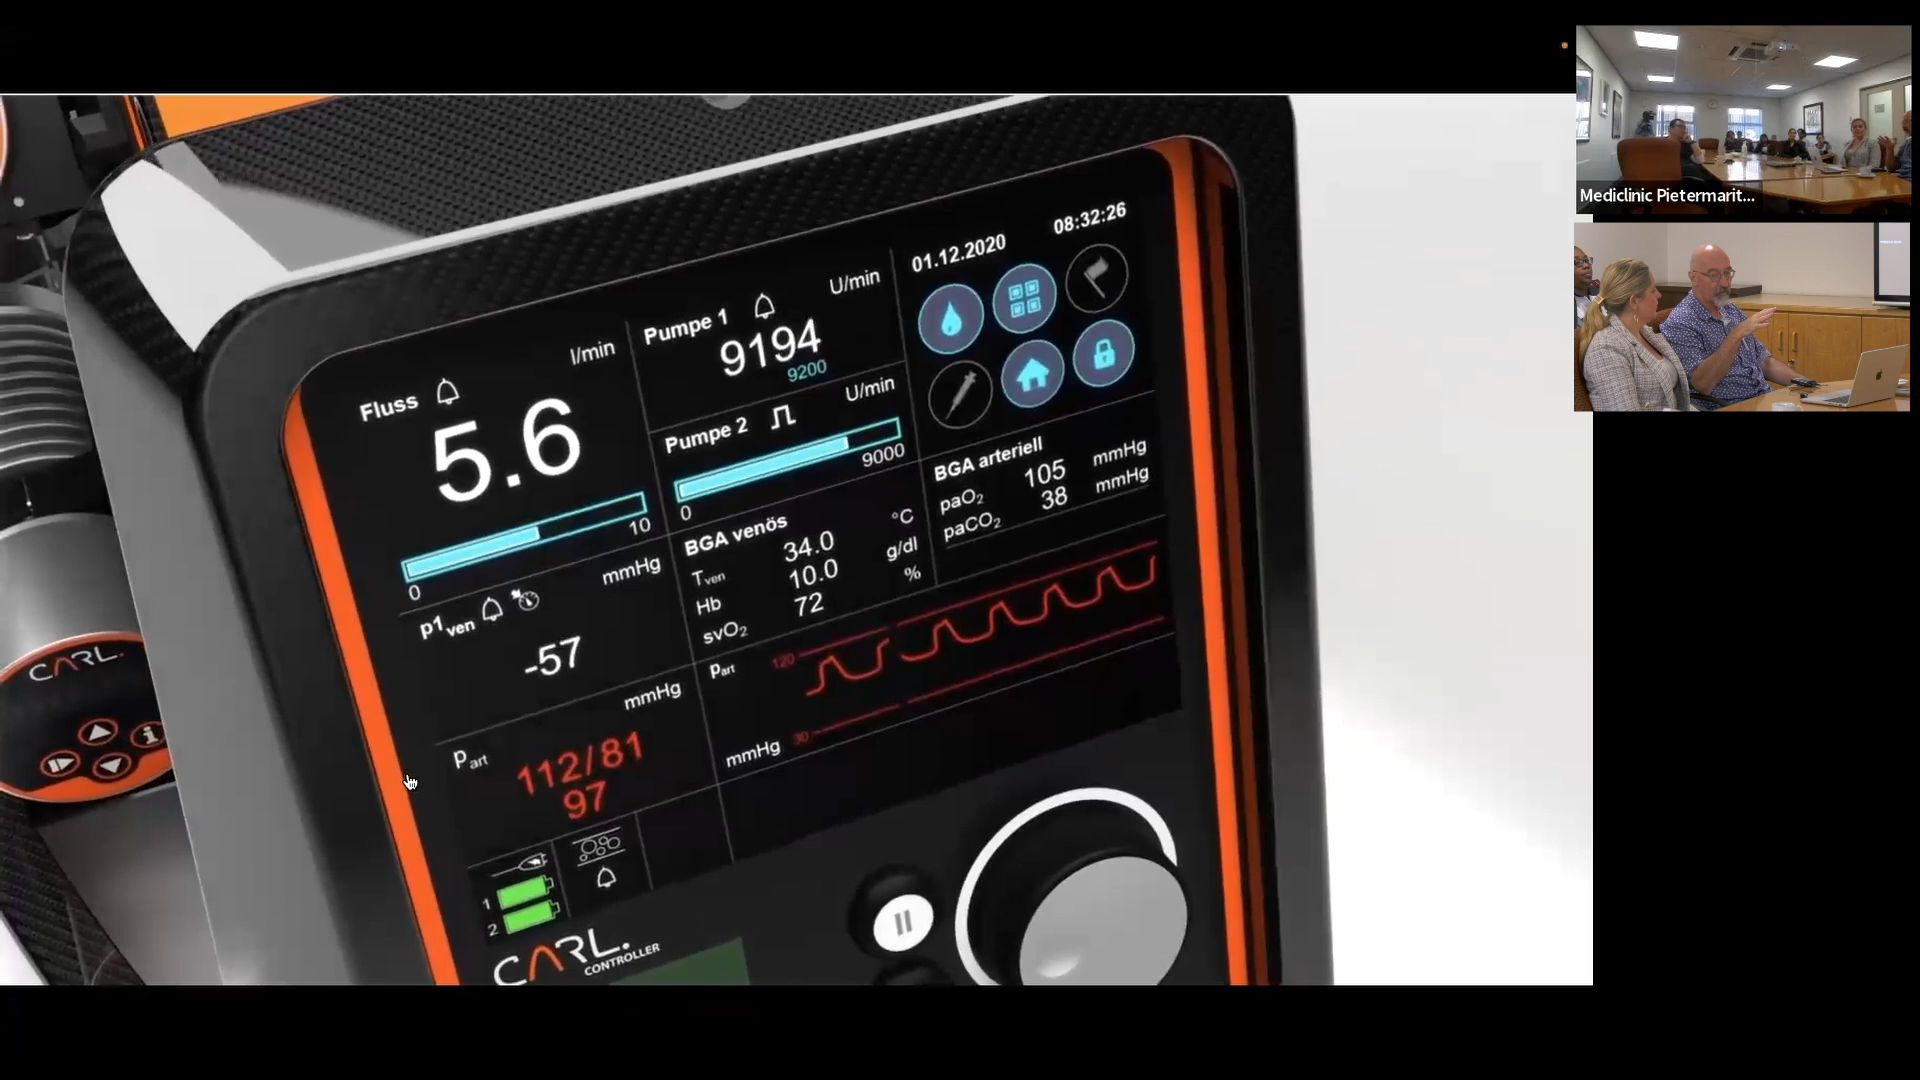 01.12.2020 08:32:26
Fluss l/min
5.6
0 10
Pumpe 1 U/min
9194
9200
Pumpe 2 U/min
0 9000
BGA arteriell
paO₂ 105 mmHg
paCO₂ 38 mmHg
BGA venös
Tven 34.0 °C
Hb 10.0 g/dl
svO₂ 72 %
p1ven mmHg
-57
part mmHg
112/81
97
part 120
mmHg 30
1
2
CARL.
CONTROLLER
CARL.
Mediclinic Pietermarit...